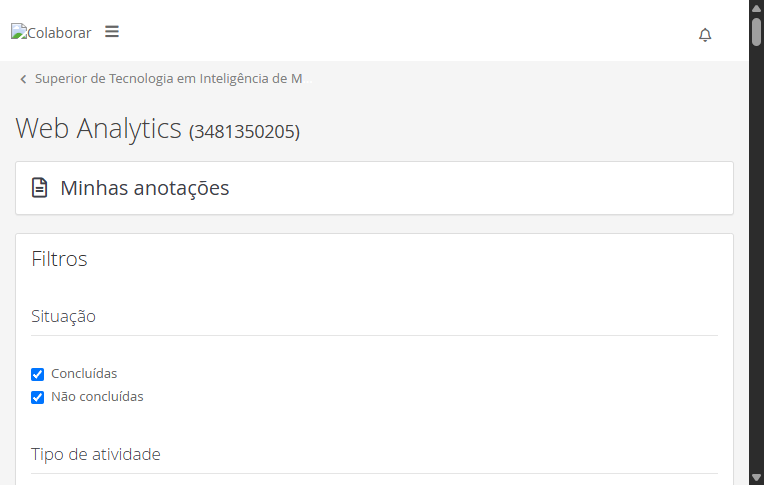 Colaborar
Superior de Tecnologia em Inteligência de M
Web Analytics (3481350205)
Minhas anotações
Filtros
Situação
Concluídas
Não concluídas
Tipo de atividade